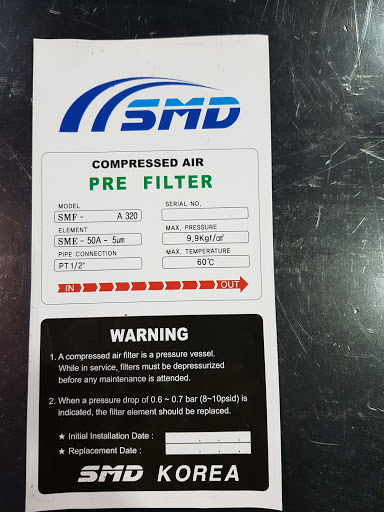 SMD
COMPRESSED AIR
PRE FILTER
MODEL
SMF - A 320
SERIAL NO,
ELEMENT
SME - 50A - 5㎛
MAX, PRESSURE
9,9Kgf/㎠
PIPE CONNECTION
PT 1/2"
MAX, TEMPERATURE
60℃
IN OUT
WARNING
1. A compressed air filter is a pressure vessel.
While in service, filters must be depressurized
before any maintenance is attended.
2. When a pressure drop of 0.6 ~ 0.7 bar (8~10psid) is
indicated, the filter element should be replaced.
★ Initial Installation Date :
★ Replacement Date :
SMD KOREA